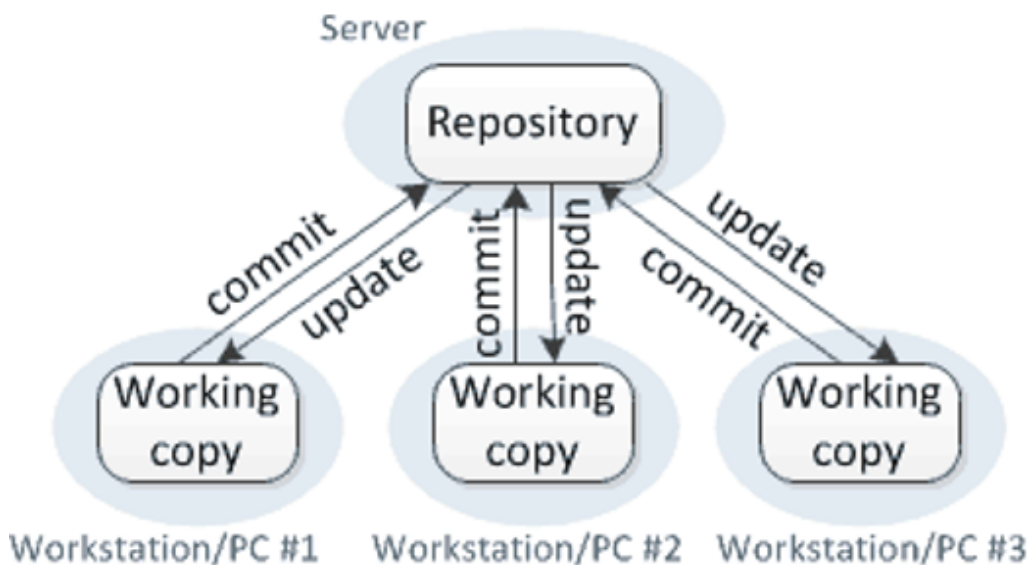 Server
Repository
commit
update
commit
update
update
commit
Working
copy
Working
copy
Working
copy
Workstation/PC #1
Workstation/PC #2
Workstation/PC #3